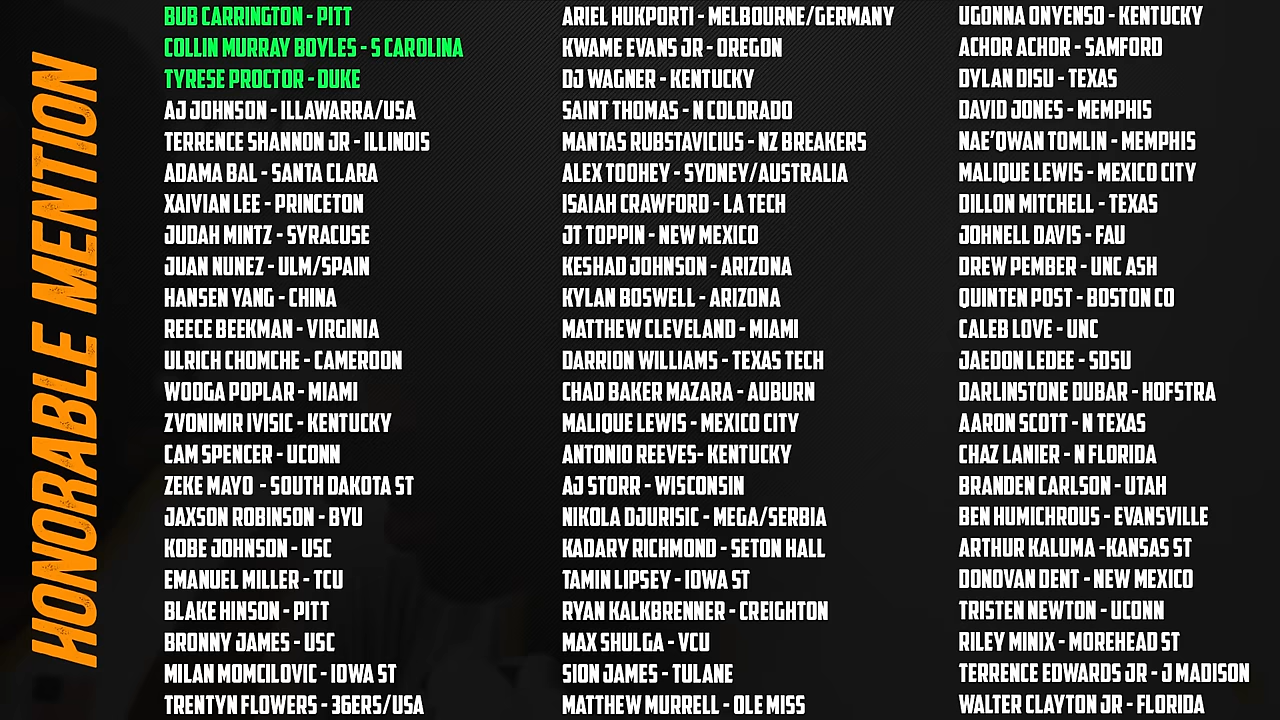 HONORABLE MENTION
BUB CARRINGTON - PITT
COLLIN MURRAY BOYLES - S CAROLINA
TYRESE PROCTOR - DUKE
AJ JOHNSON - ILLAWARRA/USA
TERRENCE SHANNON JR - ILLINOIS
ADAMA BAL - SANTA CLARA
XAIVIAN LEE - PRINCETON
JUDAH MINTZ - SYRACUSE
JUAN NUNEZ - ULM/SPAIN
HANSEN YANG - CHINA
REECE BEEKMAN - VIRGINIA
ULRICH CHOMCHE - CAMEROON
WOOGA POPLAR - MIAMI
ZVONIMIR IVISIC - KENTUCKY
CAM SPENCER - UCONN
ZEKE MAYO - SOUTH DAKOTA ST
JAXSON ROBINSON - BYU
KOBE JOHNSON - USC
EMANUEL MILLER - TCU
BLAKE HINSON - PITT
BRONNY JAMES - USC
MILAN MOMCILOVIC - IOWA ST
TRENTYN FLOWERS - 36ERS/USA
ARIEL HUKPORTI - MELBOURNE/GERMANY
KWAME EVANS JR - OREGON
DJ WAGNER - KENTUCKY
SAINT THOMAS - N COLORADO
MANTAS RUBSTAVICIUS - NZ BREAKERS
ALEX TOOHEY - SYDNEY/AUSTRALIA
ISAIAH CRAWFORD - LA TECH
JT TOPPIN - NEW MEXICO
KESHAD JOHNSON - ARIZONA
KYLAN BOSWELL - ARIZONA
MATTHEW CLEVELAND - MIAMI
DARRION WILLIAMS - TEXAS TECH
CHAD BAKER MAZARA - AUBURN
MALIQUE LEWIS - MEXICO CITY
ANTONIO REEVES- KENTUCKY
AJ STORR - WISCONSIN
NIKOLA DJURISIC - MEGA/SERBIA
KADARY RICHMOND - SETON HALL
TAMIN LIPSEY - IOWA ST
RYAN KALKBRENNER - CREIGHTON
MAX SHULGA - VCU
SION JAMES - TULANE
MATTHEW MURRELL - OLE MISS
UGONNA ONYENSO - KENTUCKY
ACHOR ACHOR - SAMFORD
DYLAN DISU - TEXAS
DAVID JONES - MEMPHIS
NAE'QWAN TOMLIN - MEMPHIS
MALIQUE LEWIS - MEXICO CITY
DILLON MITCHELL - TEXAS
JOHNELL DAVIS - FAU
DREW PEMBER - UNC ASH
QUINTEN POST - BOSTON CO
CALEB LOVE - UNC
JAEDON LEDEE - SDSU
DARLINSTONE DUBAR - HOFSTRA
AARON SCOTT - N TEXAS
CHAZ LANIER - N FLORIDA
BRANDEN CARLSON - UTAH
BEN HUMICHROUS - EVANSVILLE
ARTHUR KALUMA -KANSAS ST
DONOVAN DENT - NEW MEXICO
TRISTEN NEWTON - UCONN
RILEY MINIX - MOREHEAD ST
TERRENCE EDWARDS JR - J MADISON
WALTER CLAYTON JR - FLORIDA